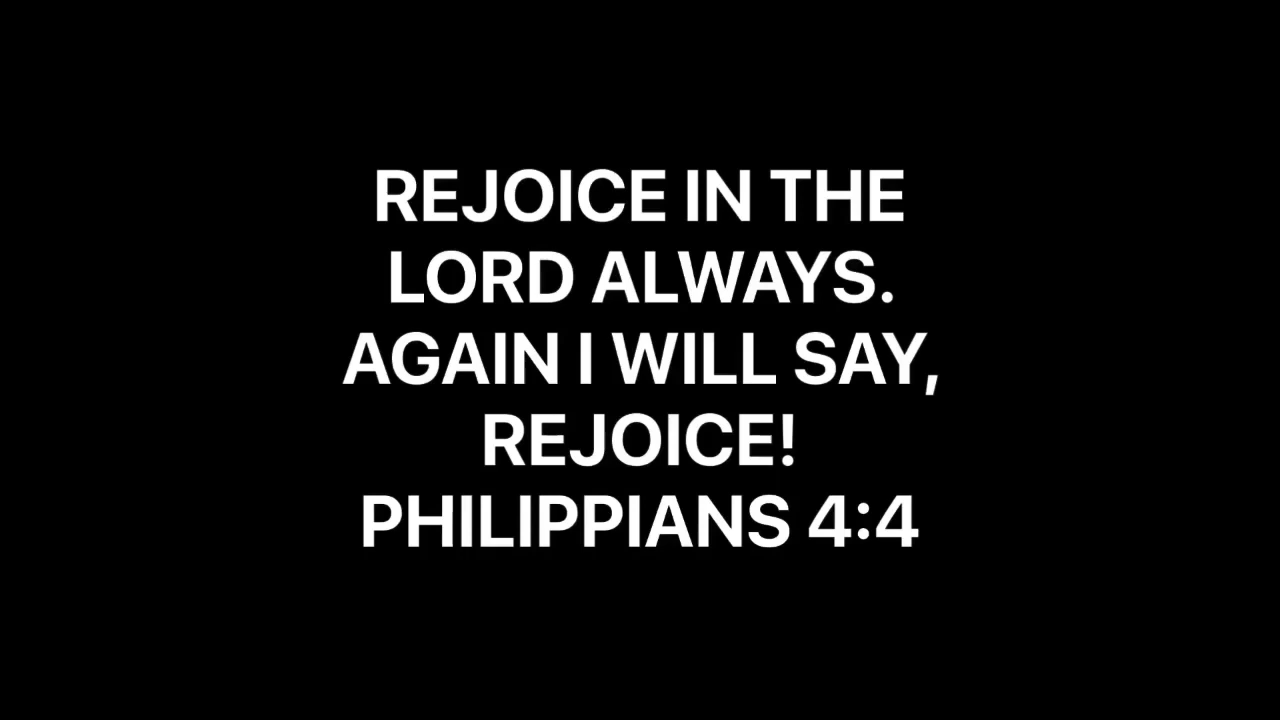 REJOICE IN THE
LORD ALWAYS.
AGAIN I WILL SAY,
REJOICE!
PHILIPPIANS 4:4